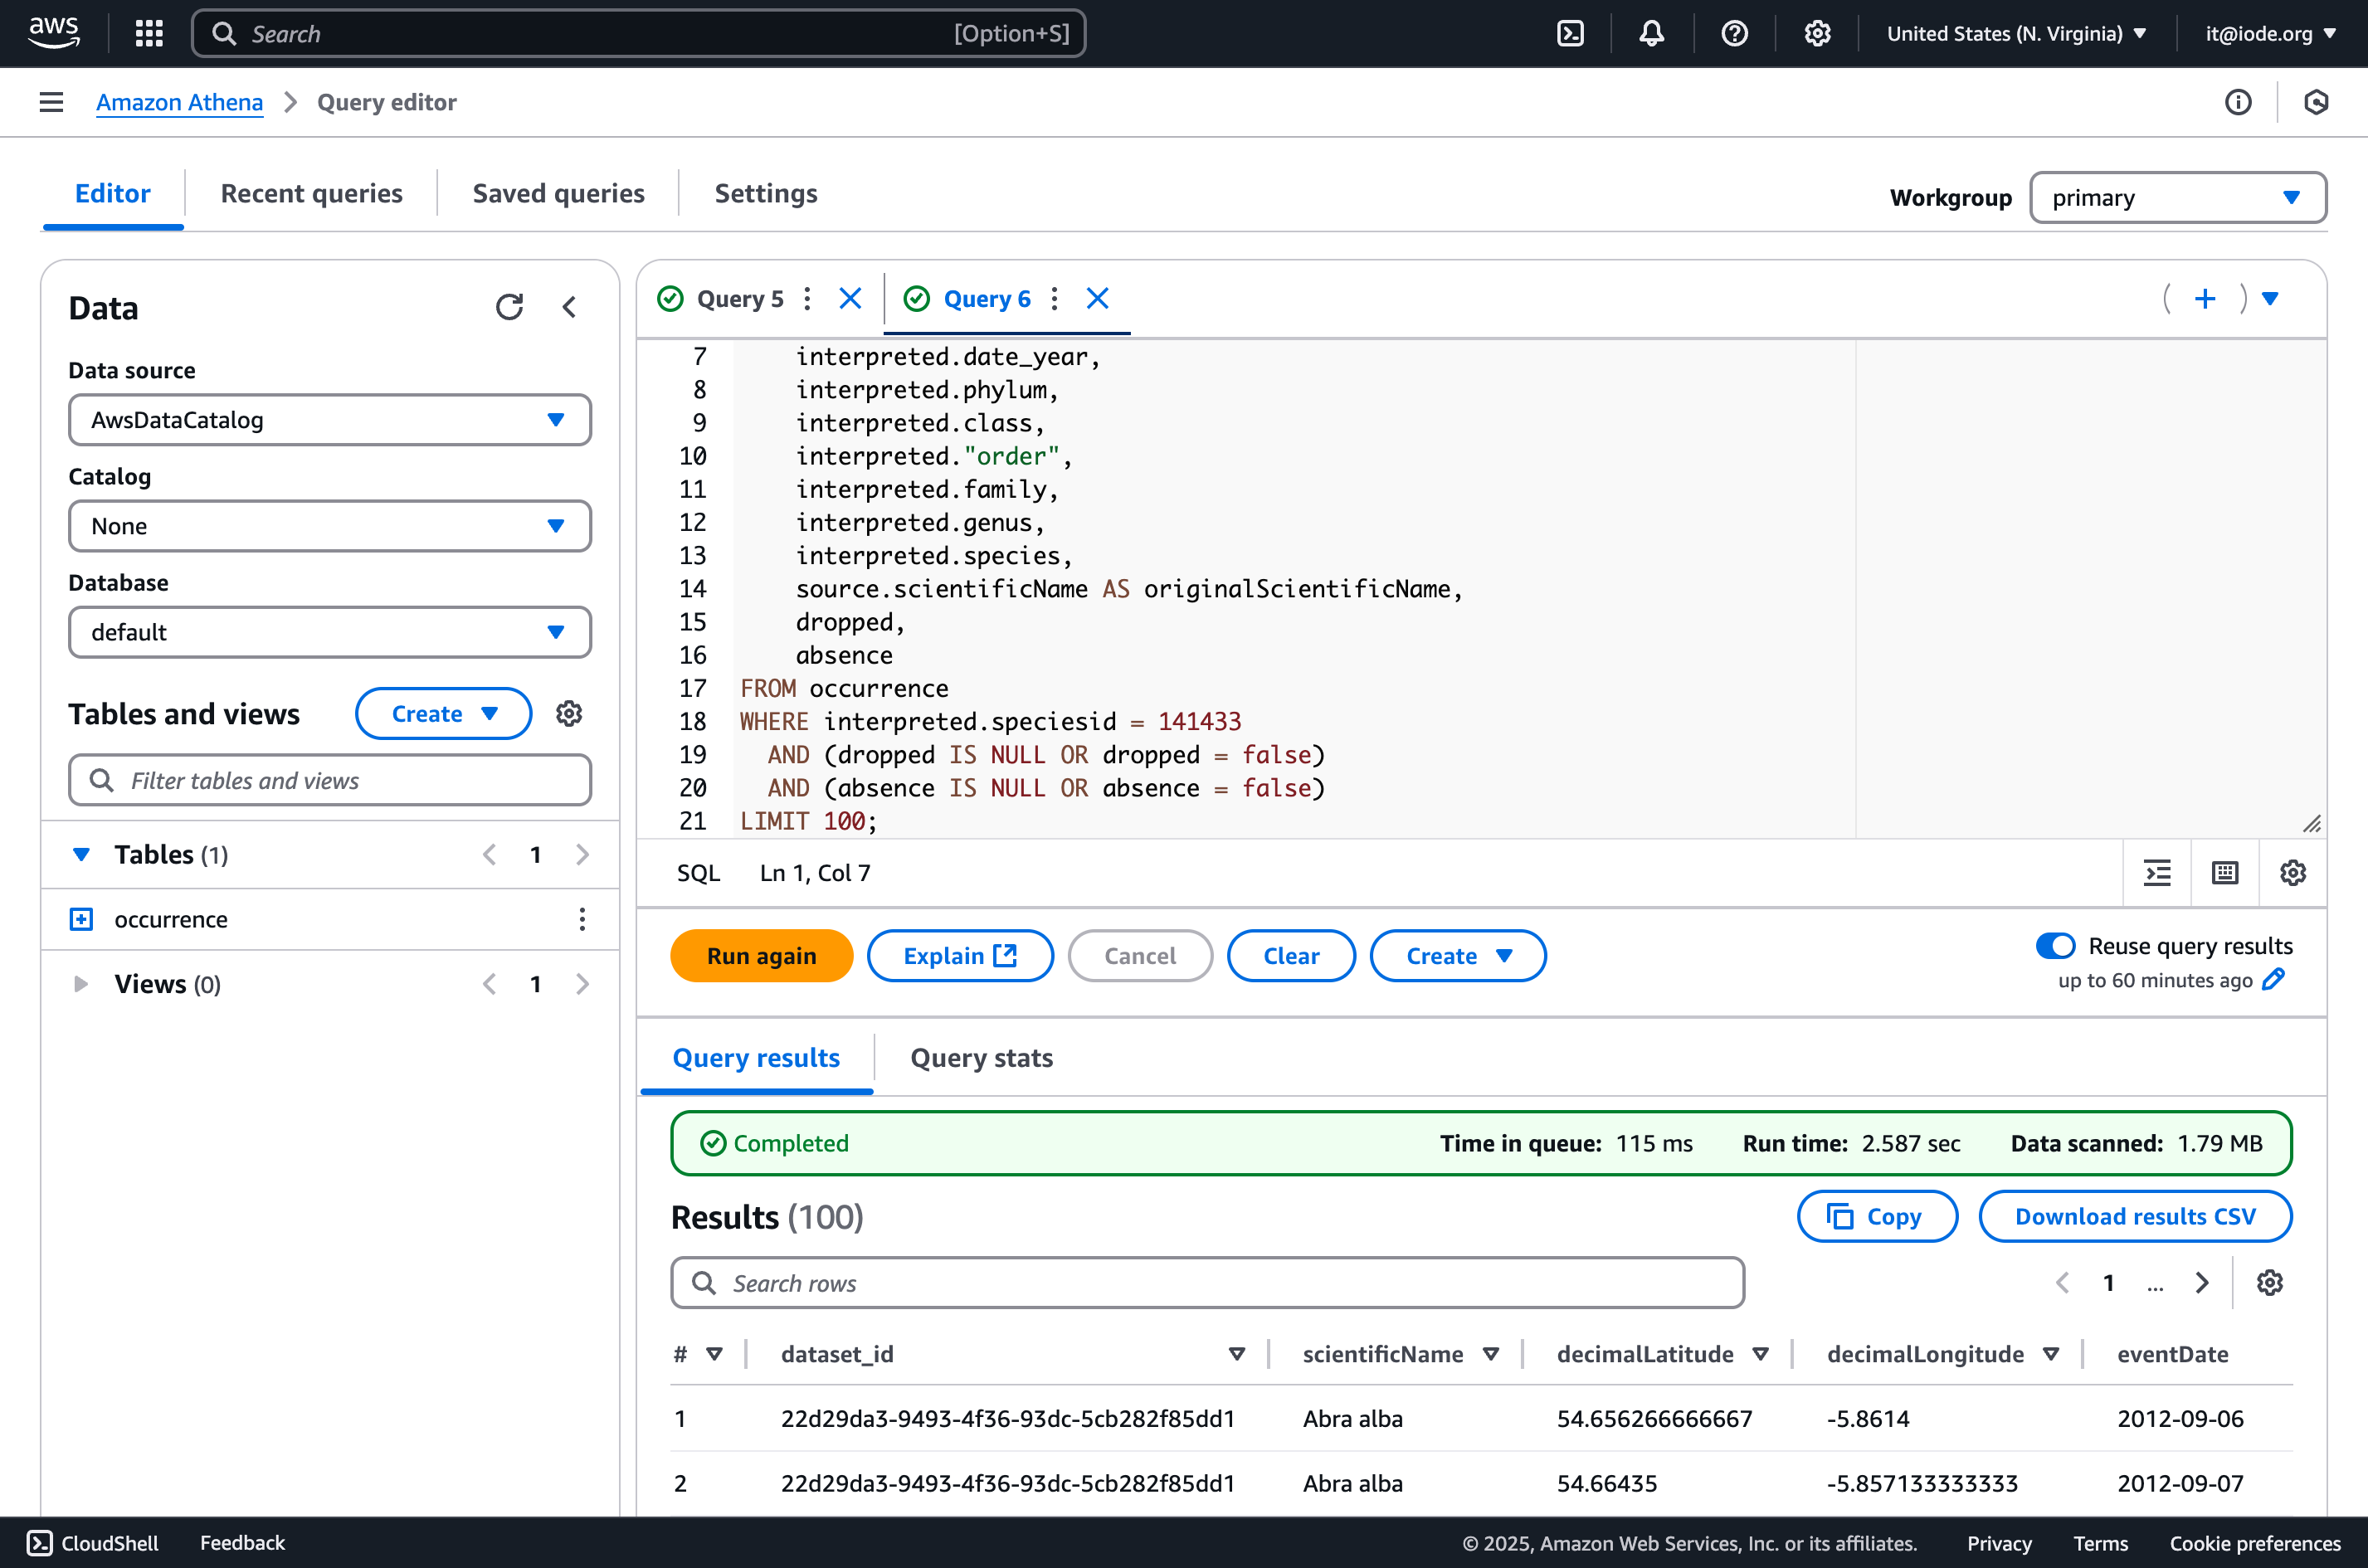 aws
Search [Option+S]
United States (N. Virginia)
it@iode.org
Amazon Athena
Query editor
Editor
Recent queries
Saved queries
Settings
Workgroup
primary
Data
Data source
AwsDataCatalog
Catalog
None
Database
default
Tables and views
Create
Filter tables and views
Tables (1)
1
occurrence
Views (0)
1
Query 5
Query 6
7 interpreted.date_year,
8 interpreted.phylum,
9 interpreted.class,
10 interpreted."order",
11 interpreted.family,
12 interpreted.genus,
13 interpreted.species,
14 source.scientificName AS originalScientificName,
15 dropped,
16 absence
17 FROM occurrence
18 WHERE interpreted.speciesid = 141433
19 AND (dropped IS NULL OR dropped = false)
20 AND (absence IS NULL OR absence = false)
21 LIMIT 100;
SQL Ln 1, Col 7
Run again
Explain
Cancel
Clear
Create
Reuse query results
up to 60 minutes ago
Query results
Query stats
Completed
Time in queue: 115 ms
Run time: 2.587 sec
Data scanned: 1.79 MB
Results (100)
Copy
Download results CSV
Search rows
1 ...
# dataset_id scientificName decimalLatitude decimalLongitude eventDate
1 22d29da3-9493-4f36-93dc-5cb282f85dd1 Abra alba 54.656266666667 -5.8614 2012-09-06
2 22d29da3-9493-4f36-93dc-5cb282f85dd1 Abra alba 54.66435 -5.857133333333 2012-09-07
CloudShell
Feedback
© 2025, Amazon Web Services, Inc. or its affiliates.
Privacy
Terms
Cookie preferences